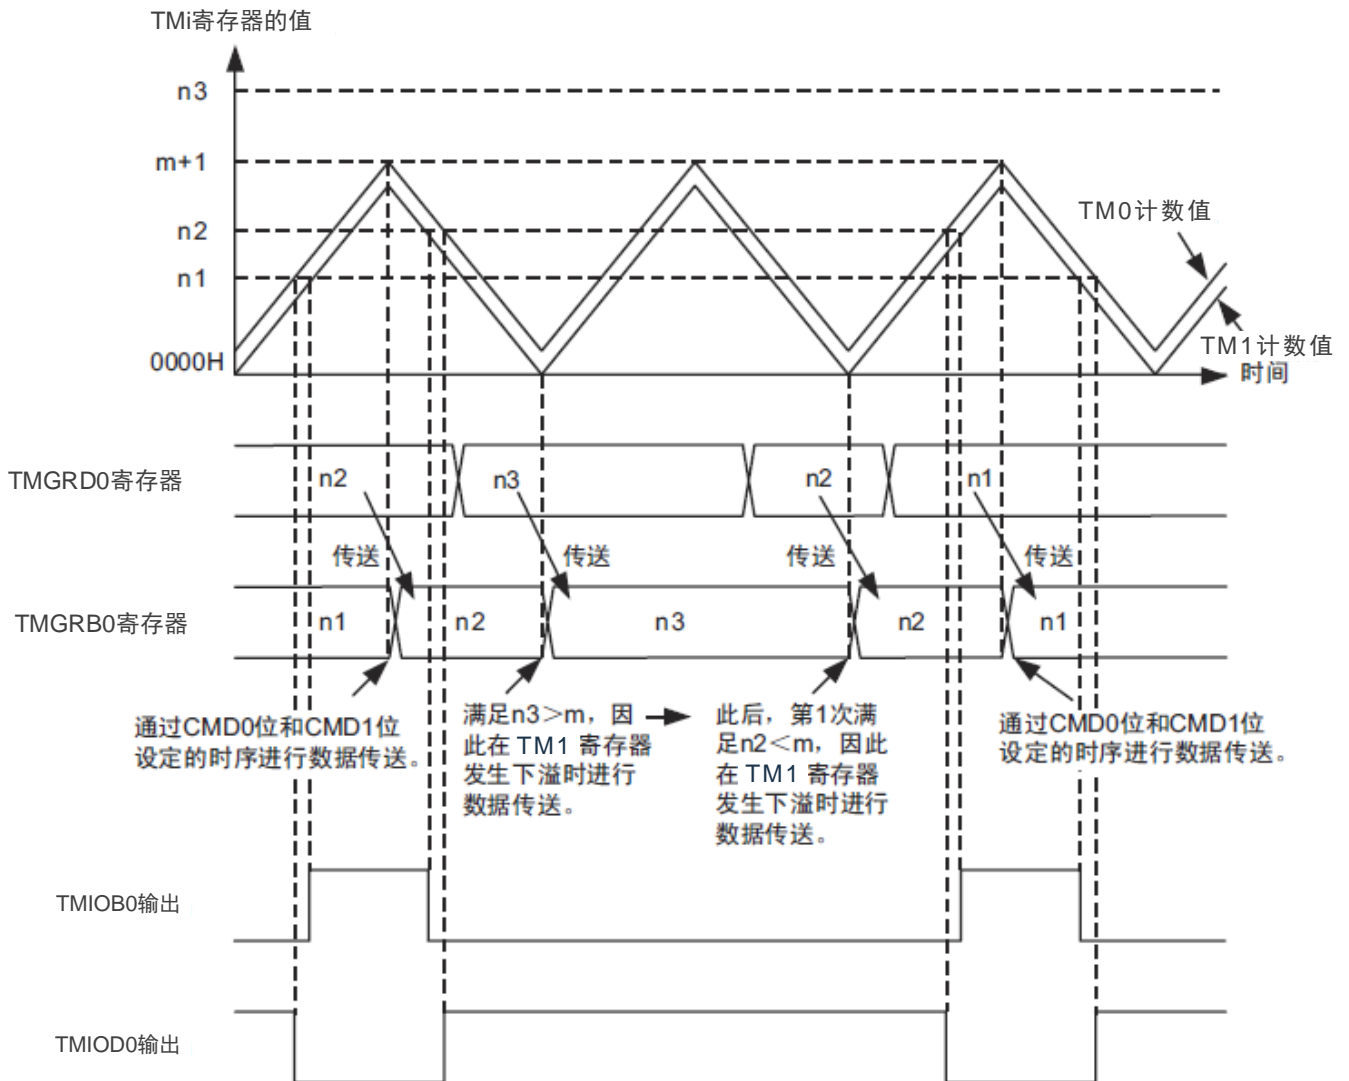 TMi寄存器的值
n3
m+1
n2
n1
0000H
TM0计数值
TM1计数值
时间
TMGRD0寄存器
n2
n3
n2
n1
传送
传送
传送
传送
TMGRB0寄存器
n1
n2
n3
n2
n1
通过CMD0位和CMD1位
设定的时序进行数据传送。
满足n3＞m，因
此在 TM1 寄存器
发生下溢时进行
数据传送。
此后，第1次满
足n2＜m，因此
在 TM1 寄存器
发生下溢时进行
数据传送。
通过CMD0位和CMD1位
设定的时序进行数据传送。
TMIOB0输出
TMIOD0输出